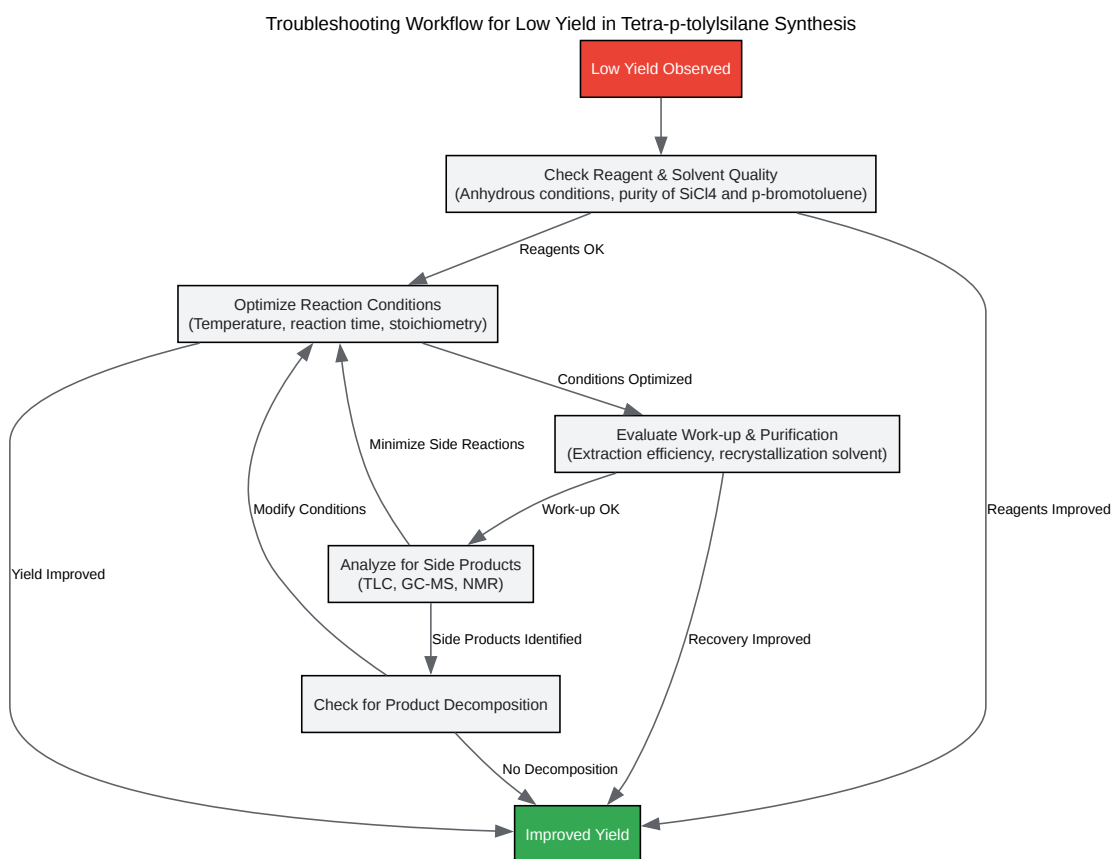 Troubleshooting Workflow for Low Yield in Tetra-p-tolylsilane Synthesis
Low Yield Observed
Check Reagent & Solvent Quality
(Anhydrous conditions, purity of SiCl4 and p-bromotoluene)
Reagents OK
Optimize Reaction Conditions
(Temperature, reaction time, stoichiometry)
Conditions Optimized
Evaluate Work-up & Purification
(Extraction efficiency, recrystallization solvent)
Minimize Side Reactions
Modify Conditions
Work-up OK
Reagents Improved
Analyze for Side Products
(TLC, GC-MS, NMR)
Yield Improved
Side Products Identified
Recovery Improved
Check for Product Decomposition
No Decomposition
Improved Yield